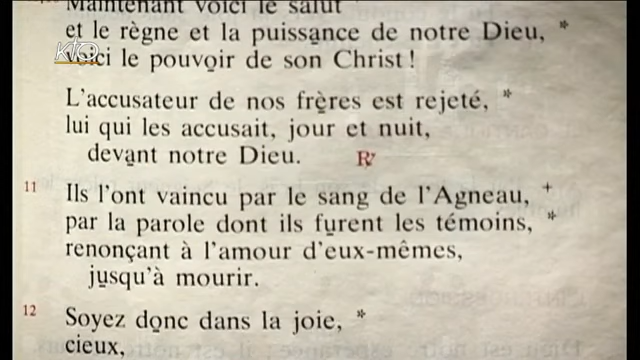 Maintenant voici le salut
et le règne et la puissance de notre Dieu, *
voici le pouvoir de son Christ !
L'accusateur de nos frères est rejeté, *
lui qui les accusait, jour et nuit,
devant notre Dieu. R/
11 Ils l'ont vaincu par le sang de l'Agneau, +
par la parole dont ils furent les témoins, *
renonçant à l'amour d'eux-mêmes,
jusqu'à mourir.
12 Soyez donc dans la joie, *
cieux,
KTO